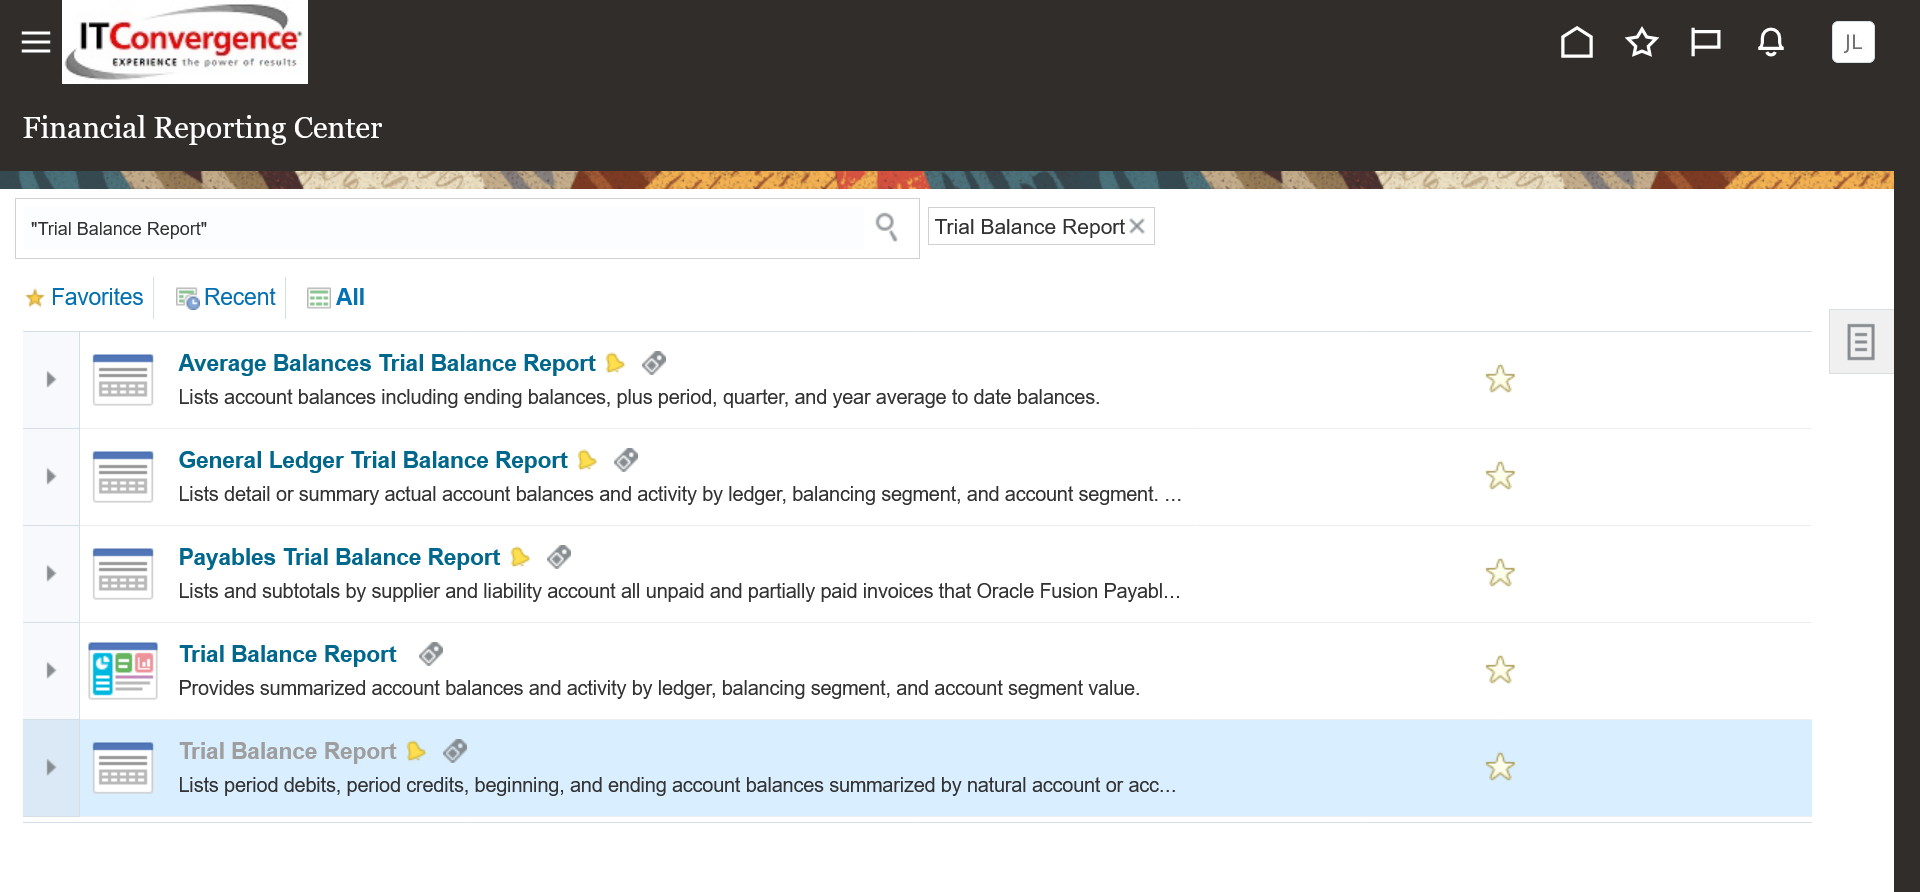 ITConvergence
EXPERIENCE the power of results
JL
Financial Reporting Center
"Trial Balance Report"
Trial Balance Report
Favorites
Recent
All
Average Balances Trial Balance Report
Lists account balances including ending balances, plus period, quarter, and year average to date balances.
General Ledger Trial Balance Report
Lists detail or summary actual account balances and activity by ledger, balancing segment, and account segment. ...
Payables Trial Balance Report
Lists and subtotals by supplier and liability account all unpaid and partially paid invoices that Oracle Fusion Payabl...
Trial Balance Report
Provides summarized account balances and activity by ledger, balancing segment, and account segment value.
Trial Balance Report
Lists period debits, period credits, beginning, and ending account balances summarized by natural account or acc...